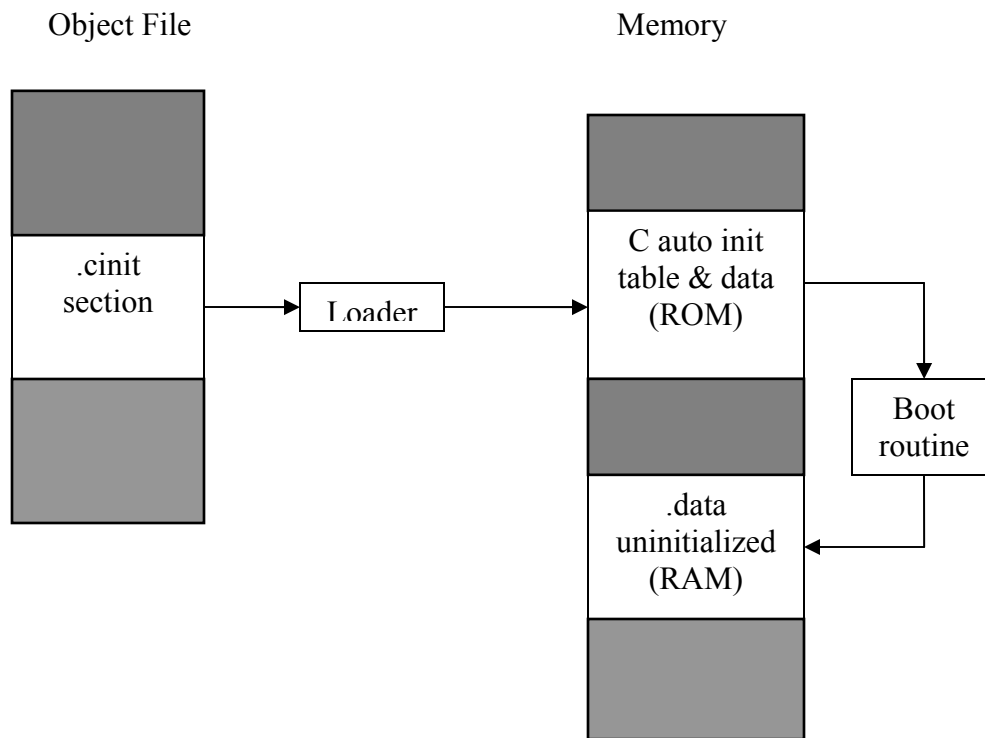 Object File
Memory
.cinit
section
Loader
C auto init
table & data
(ROM)
Boot
routine
.data
uninitialized
(RAM)